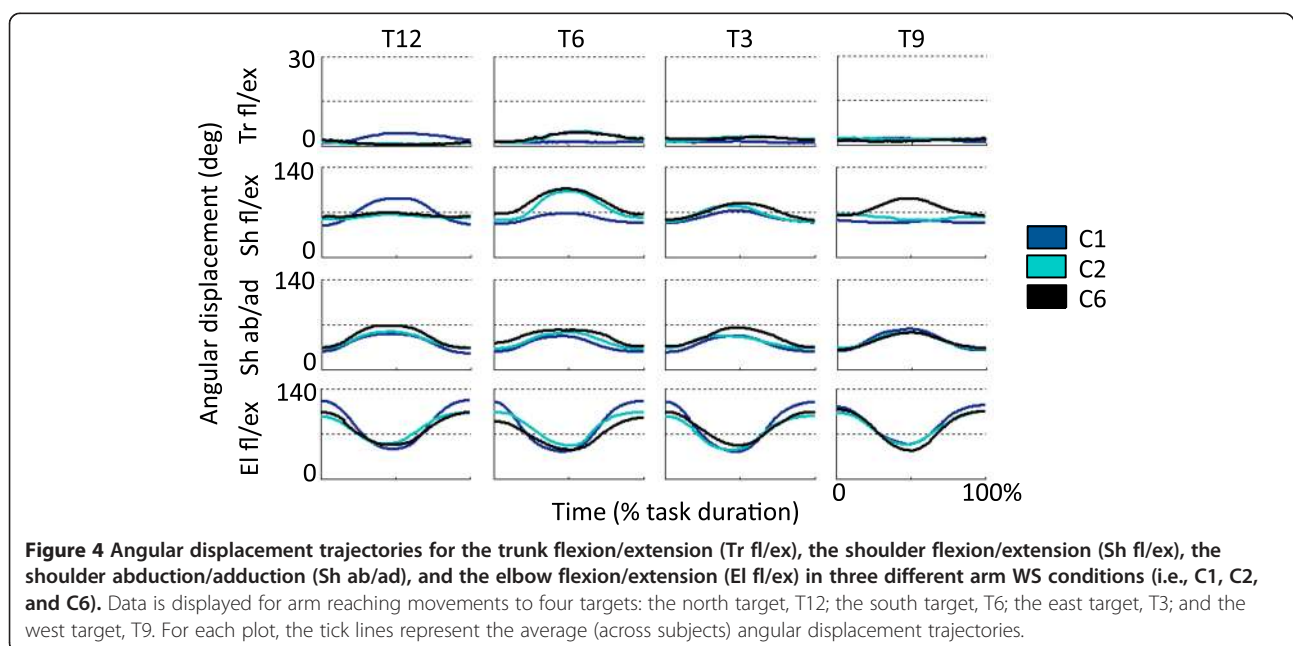 T12 T6 T3 T9
Angular displacement (deg)
Tr fl/ex
30
0
Sh fl/ex
140
0
Sh ab/ad
140
0
El fl/ex
140
0
0 100%
Time (% task duration)
C1
C2
C6
Figure 4 Angular displacement trajectories for the trunk flexion/extension (Tr fl/ex), the shoulder flexion/extension (Sh fl/ex), the
shoulder abduction/adduction (Sh ab/ad), and the elbow flexion/extension (El fl/ex) in three different arm WS conditions (i.e., C1, C2,
and C6). Data is displayed for arm reaching movements to four targets: the north target, T12; the south target, T6; the east target, T3; and the
west target, T9. For each plot, the tick lines represent the average (across subjects) angular displacement trajectories.